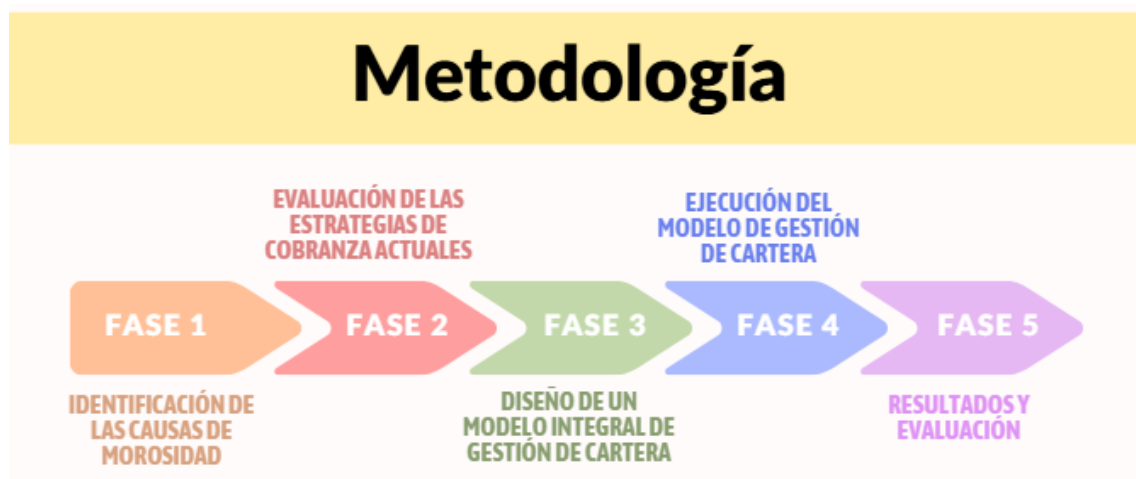 Metodología
EVALUACIÓN DE LAS
ESTRATEGIAS DE
COBRANZA ACTUALES
EJECUCIÓN DEL
MODELO DE GESTIÓN
DE CARTERA
FASE 1
FASE 2
FASE 3
FASE 4
FASE 5
IDENTIFICACIÓN DE
LAS CAUSAS DE
MOROSIDAD
DISEÑO DE UN
MODELO INTEGRAL DE
GESTIÓN DE CARTERA
RESULTADOS Y
EVALUACIÓN